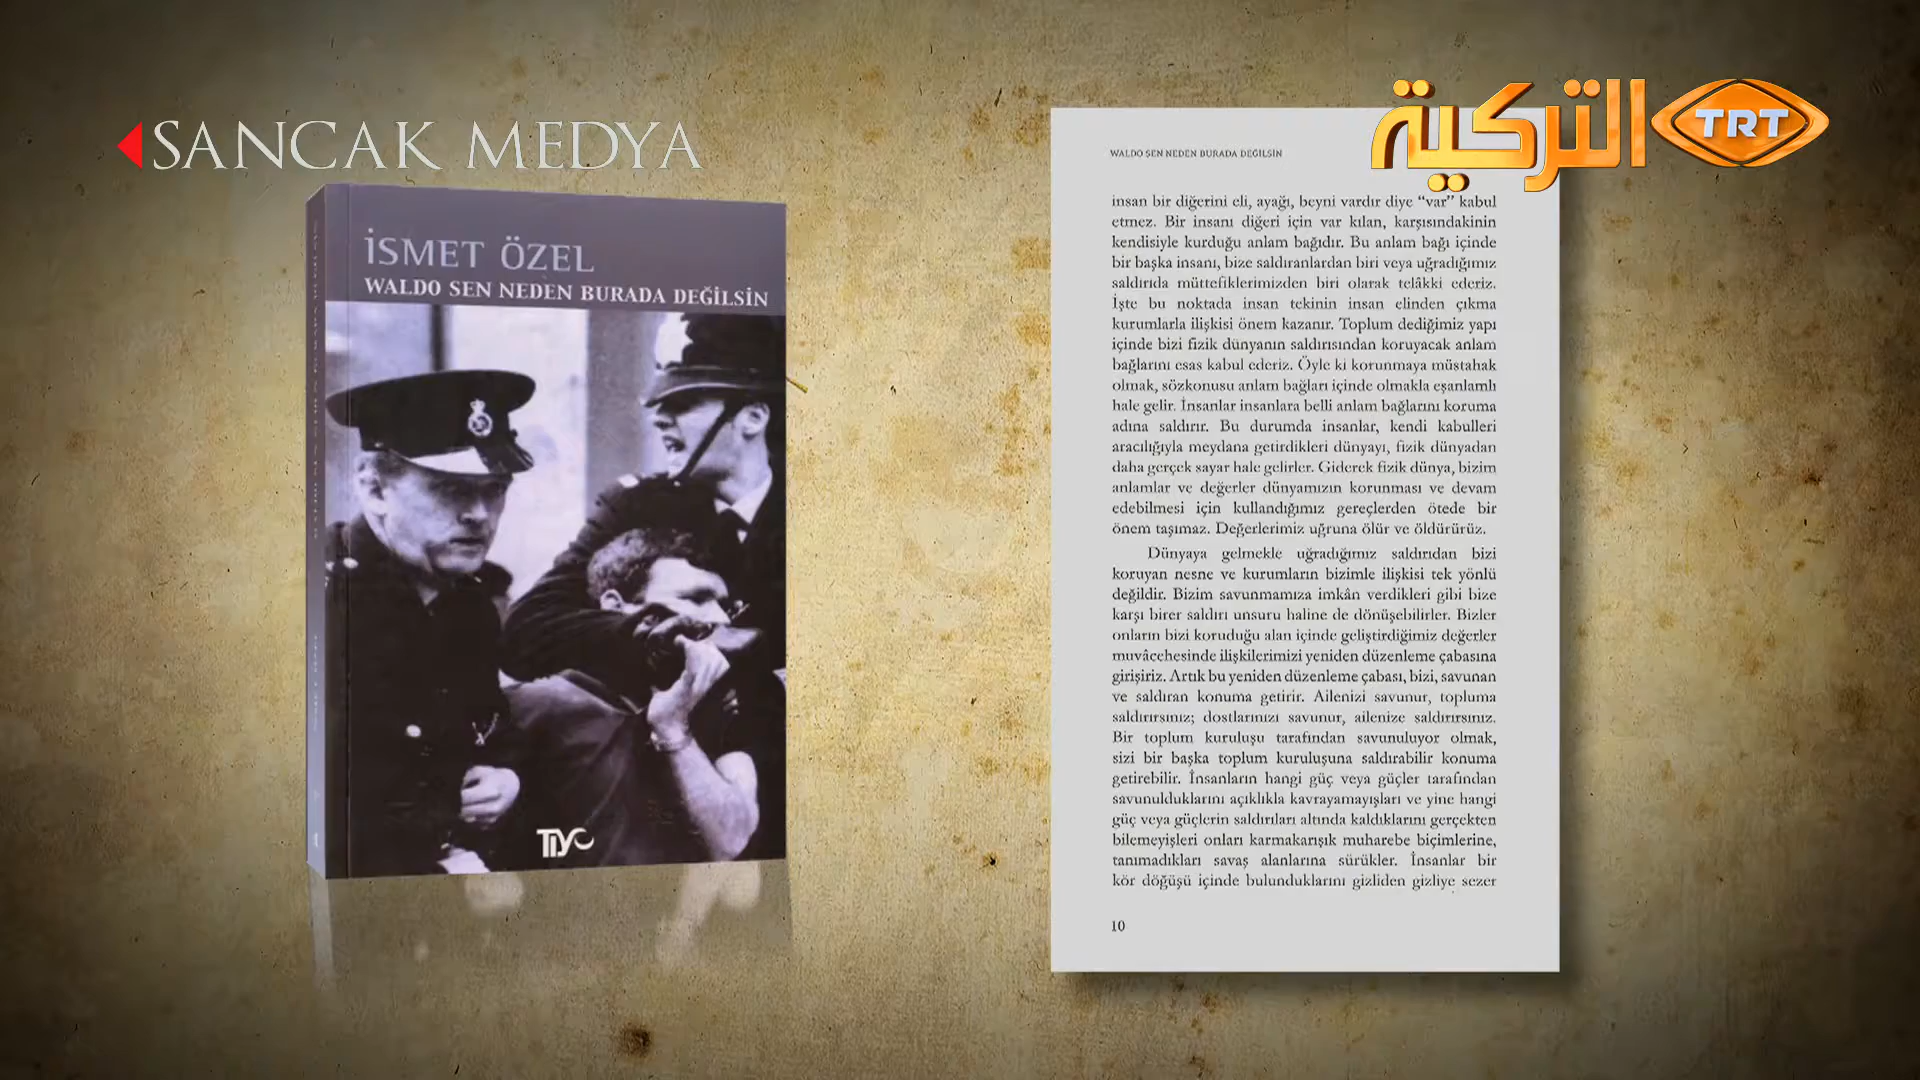 SANCAK MEDYA
التركية
TRT
İSMET ÖZEL
WALDO SEN NEDEN BURADA DEĞİLSİN
TİYO
WALDO SEN NEDEN BURADA DEĞİLSİN
insan bir diğerini eli, ayağı, beyni vardır diye “var” kabul
etmez. Bir insanı diğeri için var kılan, karşısındakinin
kendisiyle kurduğu anlam bağıdır. Bu anlam bağı içinde
bir başka insanı, bize saldıranlardan biri veya uğradığımız
saldırıda müttefiklerimizden biri olarak telâkki ederiz.
İşte bu noktada insan tekinin insan elinden çıkma
kurumlarla ilişkisi önem kazanır. Toplum dediğimiz yapı
içinde bizi fizik dünyanın saldırısından koruyacak anlam
bağlarını esas kabul ederiz. Öyle ki korunmaya müstahak
olmak, sözkonusu anlam bağları içinde olmakla eşanlamlı
hale gelir. İnsanlar insanlara belli anlam bağlarını koruma
adına saldırır. Bu durumda insanlar, kendi kabulleri
aracılığıyla meydana getirdikleri dünyayı, fizik dünyadan
daha gerçek sayar hale gelirler. Giderek fizik dünya, bizim
anlamlar ve değerler dünyamızın korunması ve devam
edebilmesi için kullandığımız gereçlerden ötede bir
önem taşımaz. Değerlerimiz uğruna ölür ve öldürürüz.
Dünyaya gelmekle uğradığımız saldırıdan bizi
koruyan nesne ve kurumların bizimle ilişkisi tek yönlü
değildir. Bizim savunmamıza imkân verdikleri gibi bize
karşı birer saldırı unsuru haline de dönüşebilirler. Bizler
onların bizi koruduğu alan içinde geliştirdiğimiz değerler
muvâcehesinde ilişkilerimizi yeniden düzenleme çabasına
girişiriz. Artık bu yeniden düzenleme çabası, bizi, savunan
ve saldıran konuma getirir. Ailenizi savunur, topluma
saldırırsınız; dostlarınızı savunur, ailenize saldırırsınız.
Bir toplum kuruluşu tarafından savunuluyor olmak,
sizi bir başka toplum kuruluşuna saldırabilir konuma
getirebilir. İnsanların hangi güç veya güçler tarafından
savunulduklarını açıklıkla kavrayamayışları ve yine hangi
güç veya güçlerin saldırıları altında kaldıklarını gerçekten
bilemeyişleri onları karmakarışık muharebe biçimlerine,
tanımadıkları savaş alanlarına sürükler. İnsanlar bir
kör döğüşü içinde bulunduklarını gizliden gizliye sezer
10